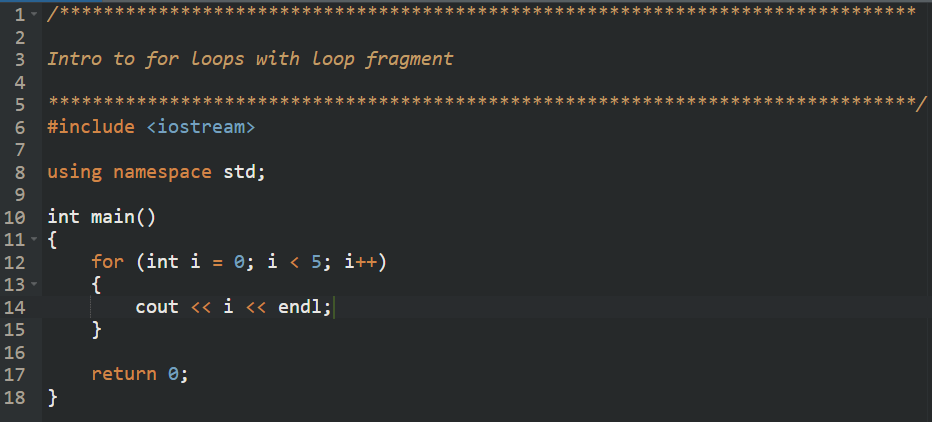 1 /******************************************************************************
2
3 Intro to for loops with loop fragment
4
5 *******************************************************************************/
6 #include <iostream>
7
8 using namespace std;
9
10 int main()
11 {
12     for (int i = 0; i < 5; i++)
13     {
14         cout << i << endl;
15     }
16
17     return 0;
18 }